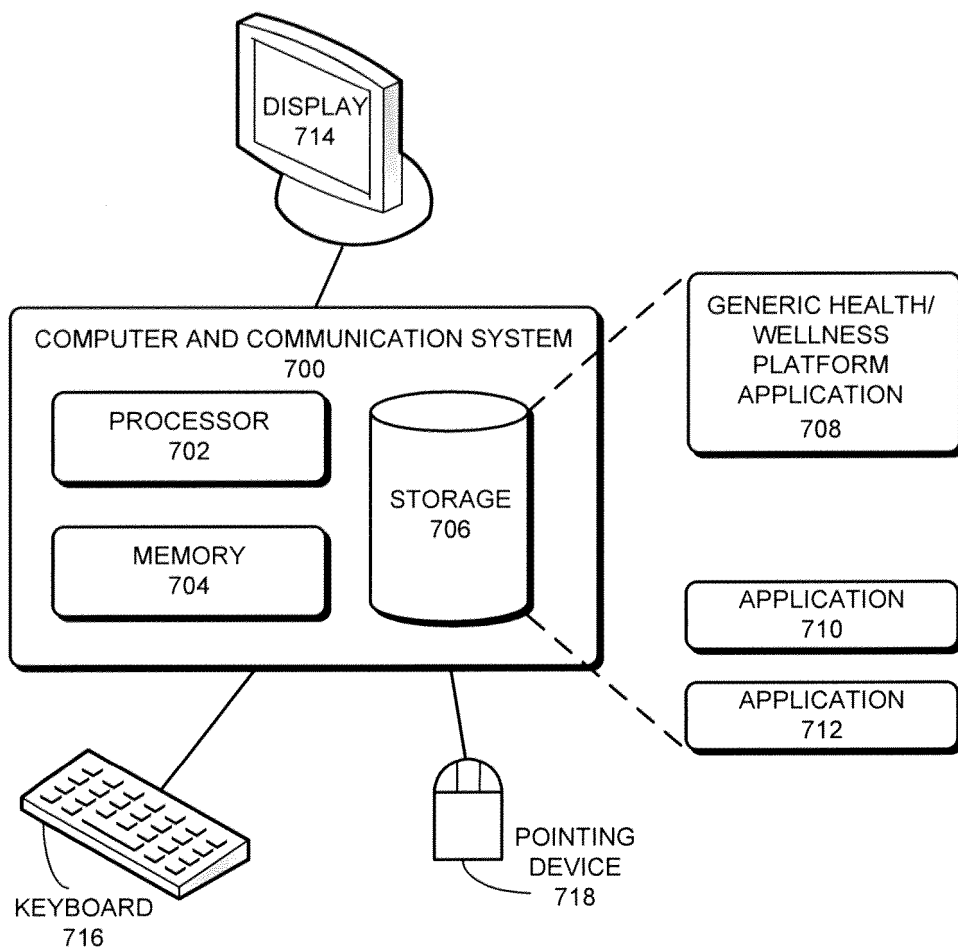 DISPLAY
714
COMPUTER AND COMMUNICATION SYSTEM
700
PROCESSOR
702
MEMORY
704
STORAGE
706
GENERIC HEALTH/
WELLNESS
PLATFORM
APPLICATION
708
APPLICATION
710
APPLICATION
712
KEYBOARD
716
POINTING
DEVICE
718